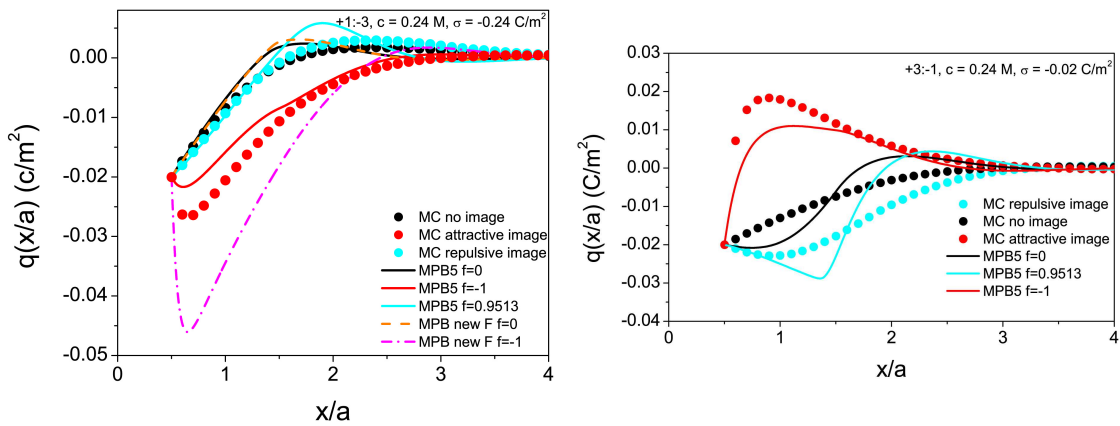 +1:-3, c = 0.24 M, σ = -0.24 C/m²
0.00
-0.01
-0.02
-0.03
-0.04
-0.05
q(x/a) (c/m²)
MC no image
MC attractive image
MC repulsive image
MPB5 f=0
MPB5 f=-1
MPB5 f=0.9513
MPB new F f=0
MPB new F f=-1
0 1 2 3 4
x/a
+3:-1, c = 0.24 M, σ = -0.02 C/m²
0.03
0.02
0.01
0.00
-0.01
-0.02
-0.03
-0.04
q(x/a) (C/m²)
MC repulsive image
MC no image
MC attractive image
MPB5 f=0
MPB5 f=0.9513
MPB5 f=-1
0 1 2 3 4
x/a